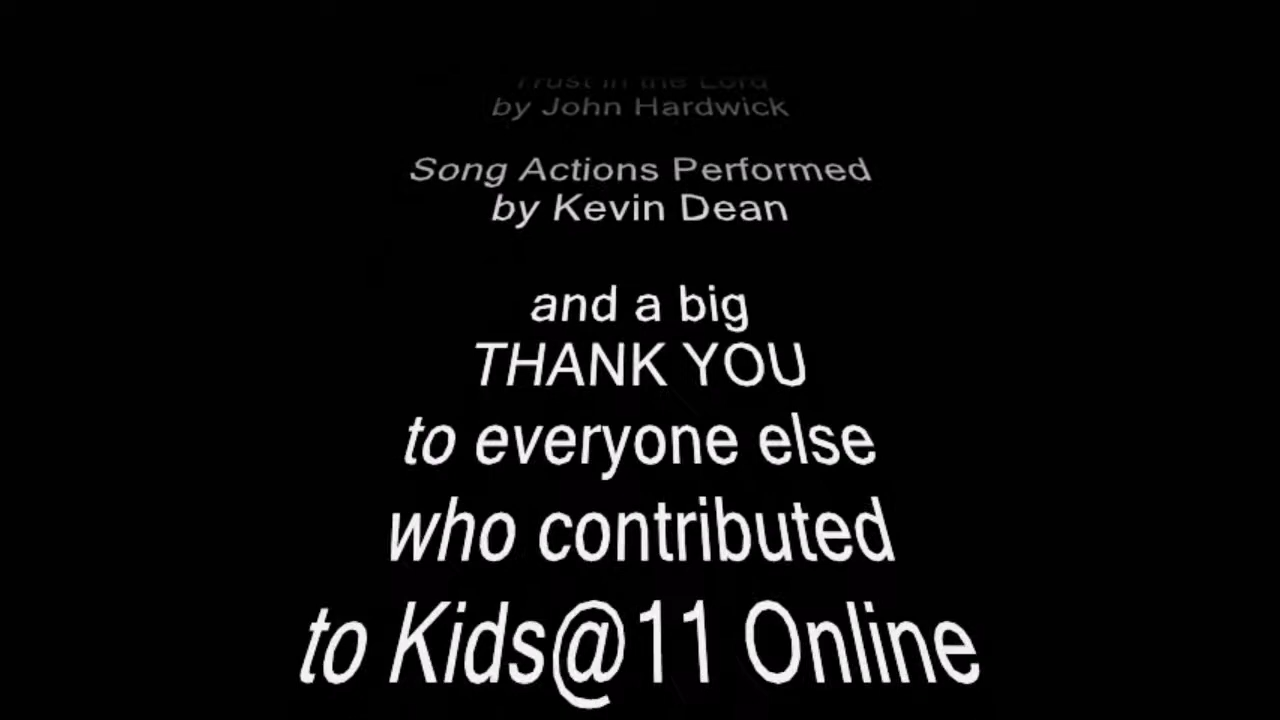 Trust in the Lord
by John Hardwick
Song Actions Performed
by Kevin Dean
and a big
THANK YOU
to everyone else
who contributed
to Kids@11 Online